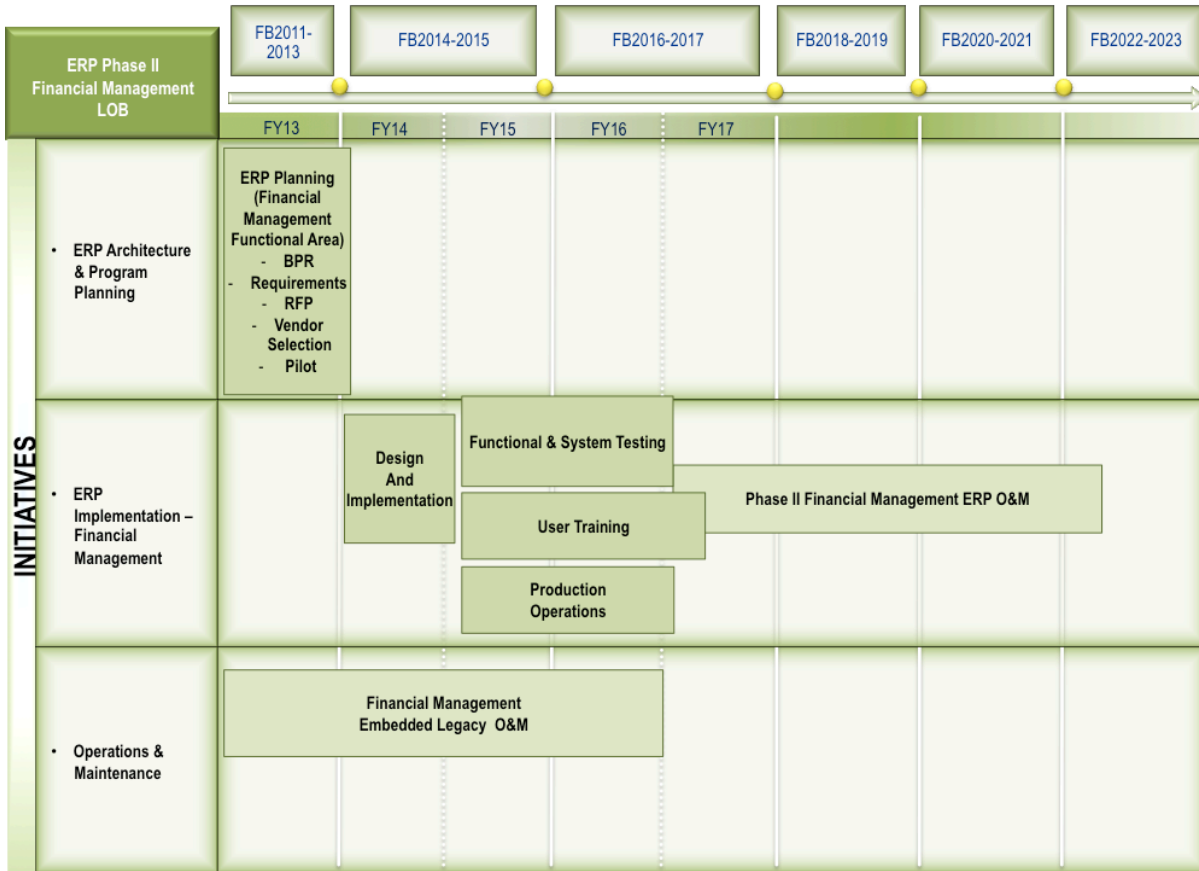 ERP Phase II
Financial Management
LOB
FB2011-
2013
FB2014-2015
FB2016-2017
FB2018-2019
FB2020-2021
FB2022-2023
FY13
FY14
FY15
FY16
FY17
INITIATIVES
• ERP Architecture
& Program
Planning
ERP Planning
(Financial
Management
Functional Area)
- BPR
- Requirements
- RFP
- Vendor
Selection
- Pilot
• ERP
Implementation –
Financial
Management
Design
And
Implementation
Functional & System Testing
User Training
Production
Operations
Phase II Financial Management ERP O&M
• Operations &
Maintenance
Financial Management
Embedded Legacy O&M